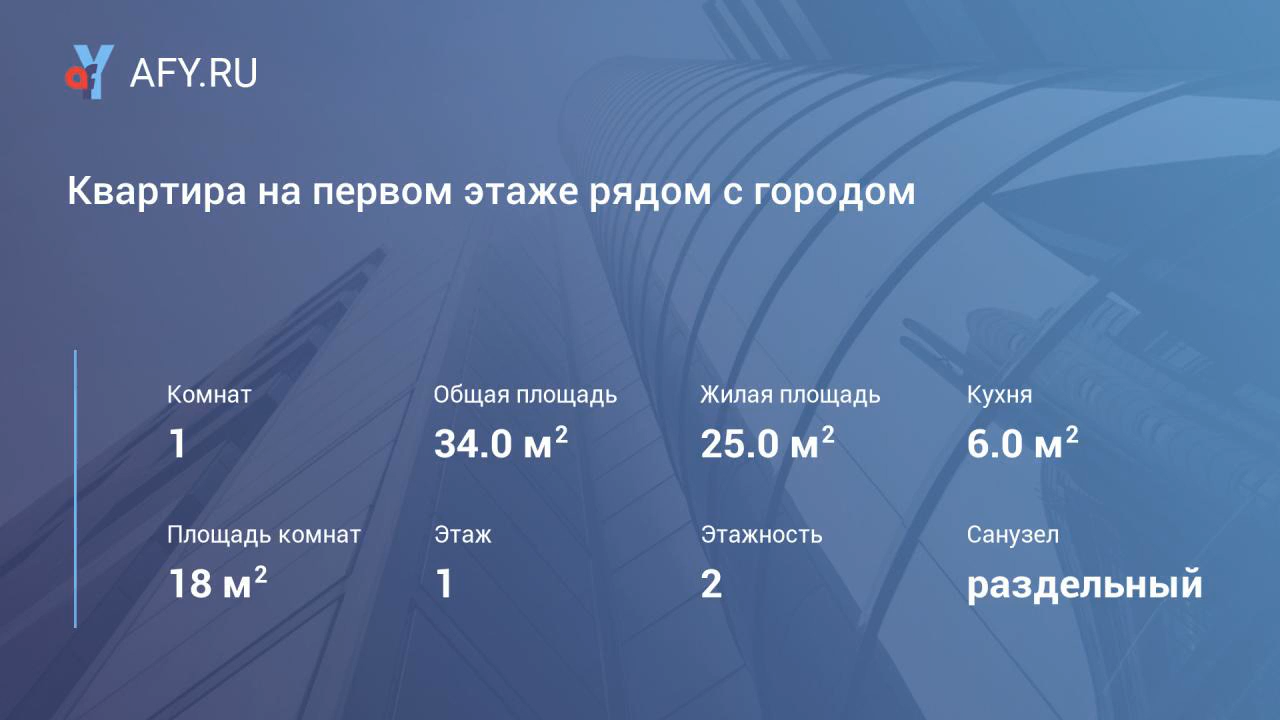 AFY.RU
Квартира на первом этаже рядом с городом
Комнат
Общая площадь
Жилая площадь
Кухня
1
34.0 м²
25.0 м²
6.0 м²
Площадь комнат
Этаж
Этажность
Санузел
18 м²
1
2
раздельный